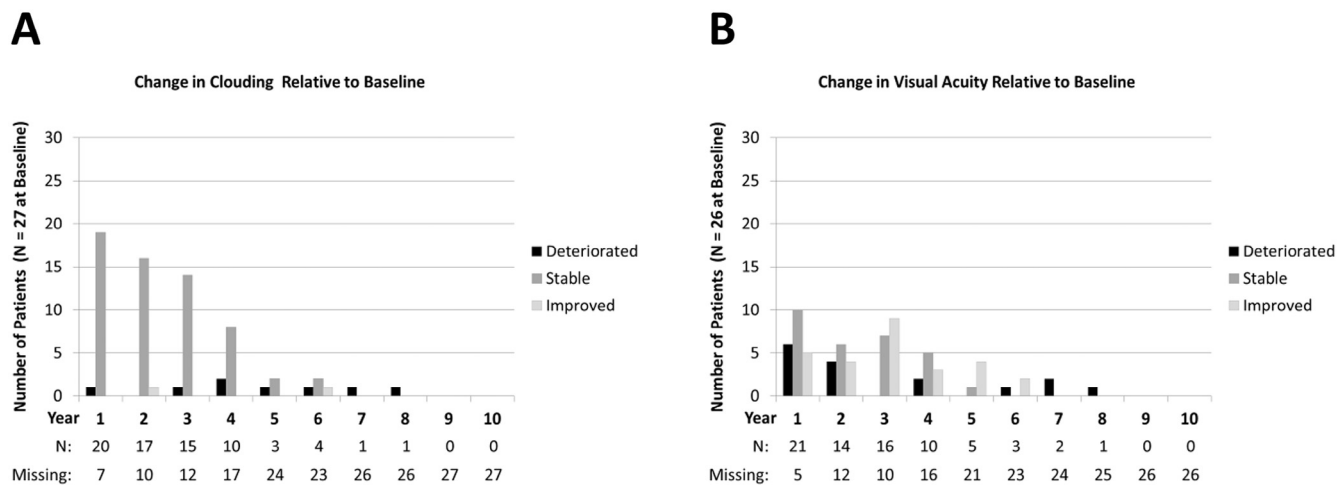 A
Change in Clouding Relative to Baseline
Number of Patients (N = 27 at Baseline)
30
25
20
15
10
5
0
Deteriorated
Stable
Improved
Year 1 2 3 4 5 6 7 8 9 10
N: 20 17 15 10 3 4 1 1 0 0
Missing: 7 10 12 17 24 23 26 26 27 27
B
Change in Visual Acuity Relative to Baseline
Number of Patients (N = 26 at Baseline)
30
25
20
15
10
5
0
Deteriorated
Stable
Improved
Year 1 2 3 4 5 6 7 8 9 10
N: 21 14 16 10 5 3 2 1 0 0
Missing: 5 12 10 16 21 23 24 25 26 26